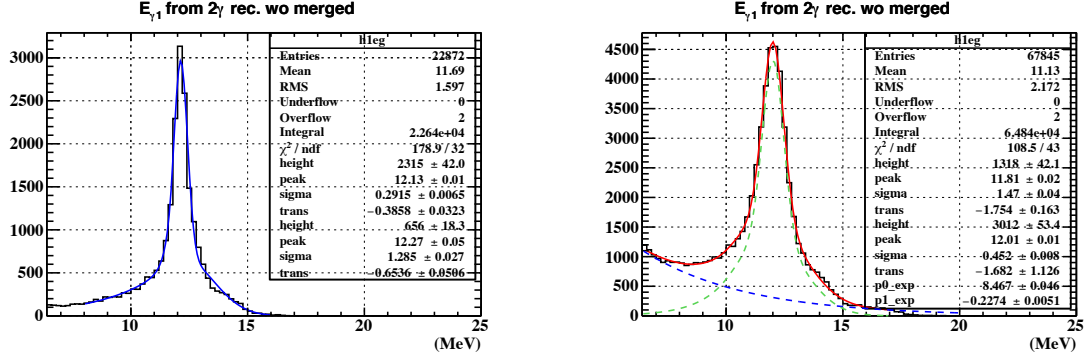 E_γ1 from 2γ rec. wo merged
h1eg
Entries 22872
Mean 11.69
RMS 1.597
Underflow 0
Overflow 2
Integral 2.264e+04
χ² / ndf 178.9 / 32
height 2315 ± 42.0
peak 12.13 ± 0.01
sigma 0.2915 ± 0.0065
trans −0.3858 ± 0.0323
height 656 ± 18.3
peak 12.27 ± 0.05
sigma 1.285 ± 0.027
trans −0.6536 ± 0.0506
3000
2500
2000
1500
1000
500
0
10 15 20 25
(MeV)
E_γ1 from 2γ rec. wo merged
h1eg
Entries 67845
Mean 11.13
RMS 2.172
Underflow 0
Overflow 2
Integral 6.484e+04
χ² / ndf 108.5 / 43
height 1318 ± 42.1
peak 11.81 ± 0.02
sigma 1.47 ± 0.04
trans −1.754 ± 0.163
height 3012 ± 53.4
peak 12.01 ± 0.01
sigma 0.452 ± 0.008
trans −1.682 ± 1.126
p0_exp 8.467 ± 0.046
p1_exp −0.2274 ± 0.0051
4500
4000
3500
3000
2500
2000
1500
1000
500
0
10 15 20 25
(MeV)